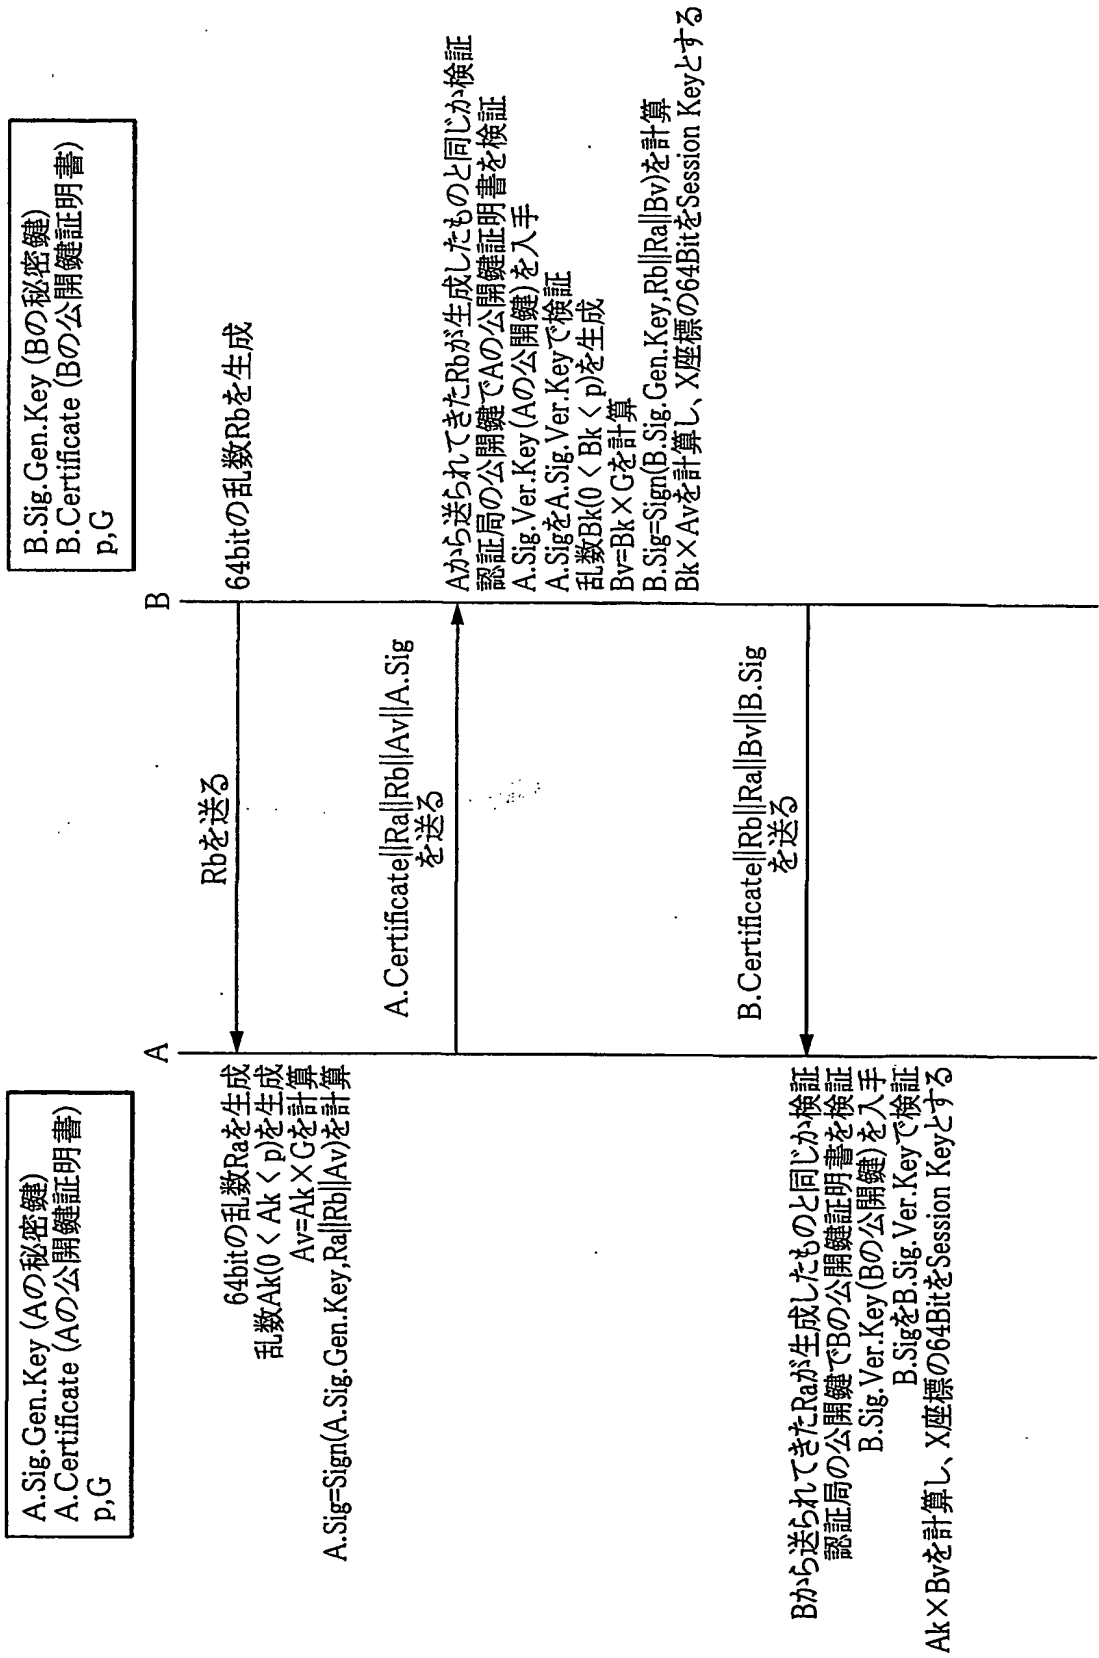 A.Sig.Gen.Key (Aの秘密鍵)
A.Certificate (Aの公開鍵証明書)
p,G
B.Sig.Gen.Key (Bの秘密鍵)
B.Certificate (Bの公開鍵証明書)
p,G
A
B
64bitの乱数Rbを生成
Rbを送る
64bitの乱数Raを生成
乱数Ak(0 < Ak < p)を生成
Av=Ak×Gを計算
A.Sig=Sign(A.Sig.Gen.Key,Ra||Rb||Av)を計算
A.Certificate||Ra||Rb||Av||A.Sig
を送る
Aから送られてきたRbが生成したものと同じか検証
認証局の公開鍵でAの公開鍵証明書を検証
A.Sig.Ver.Key(Aの公開鍵)を入手
A.SigをA.Sig.Ver.Keyで検証
乱数Bk(0 < Bk < p)を生成
Bv=Bk×Gを計算
B.Sig=Sign(B.Sig.Gen.Key,Rb||Ra||Bv)を計算
Bk×Avを計算し、X座標の64BitをSession Keyとする
B.Certificate||Rb||Ra||Bv||B.Sig
を送る
Bから送られてきたRaが生成したものと同じか検証
認証局の公開鍵でBの公開鍵証明書を検証
B.Sig.Ver.Key(Bの公開鍵)を入手
B.SigをB.Sig.Ver.Keyで検証
Ak×Bvを計算し、X座標の64BitをSession Keyとする